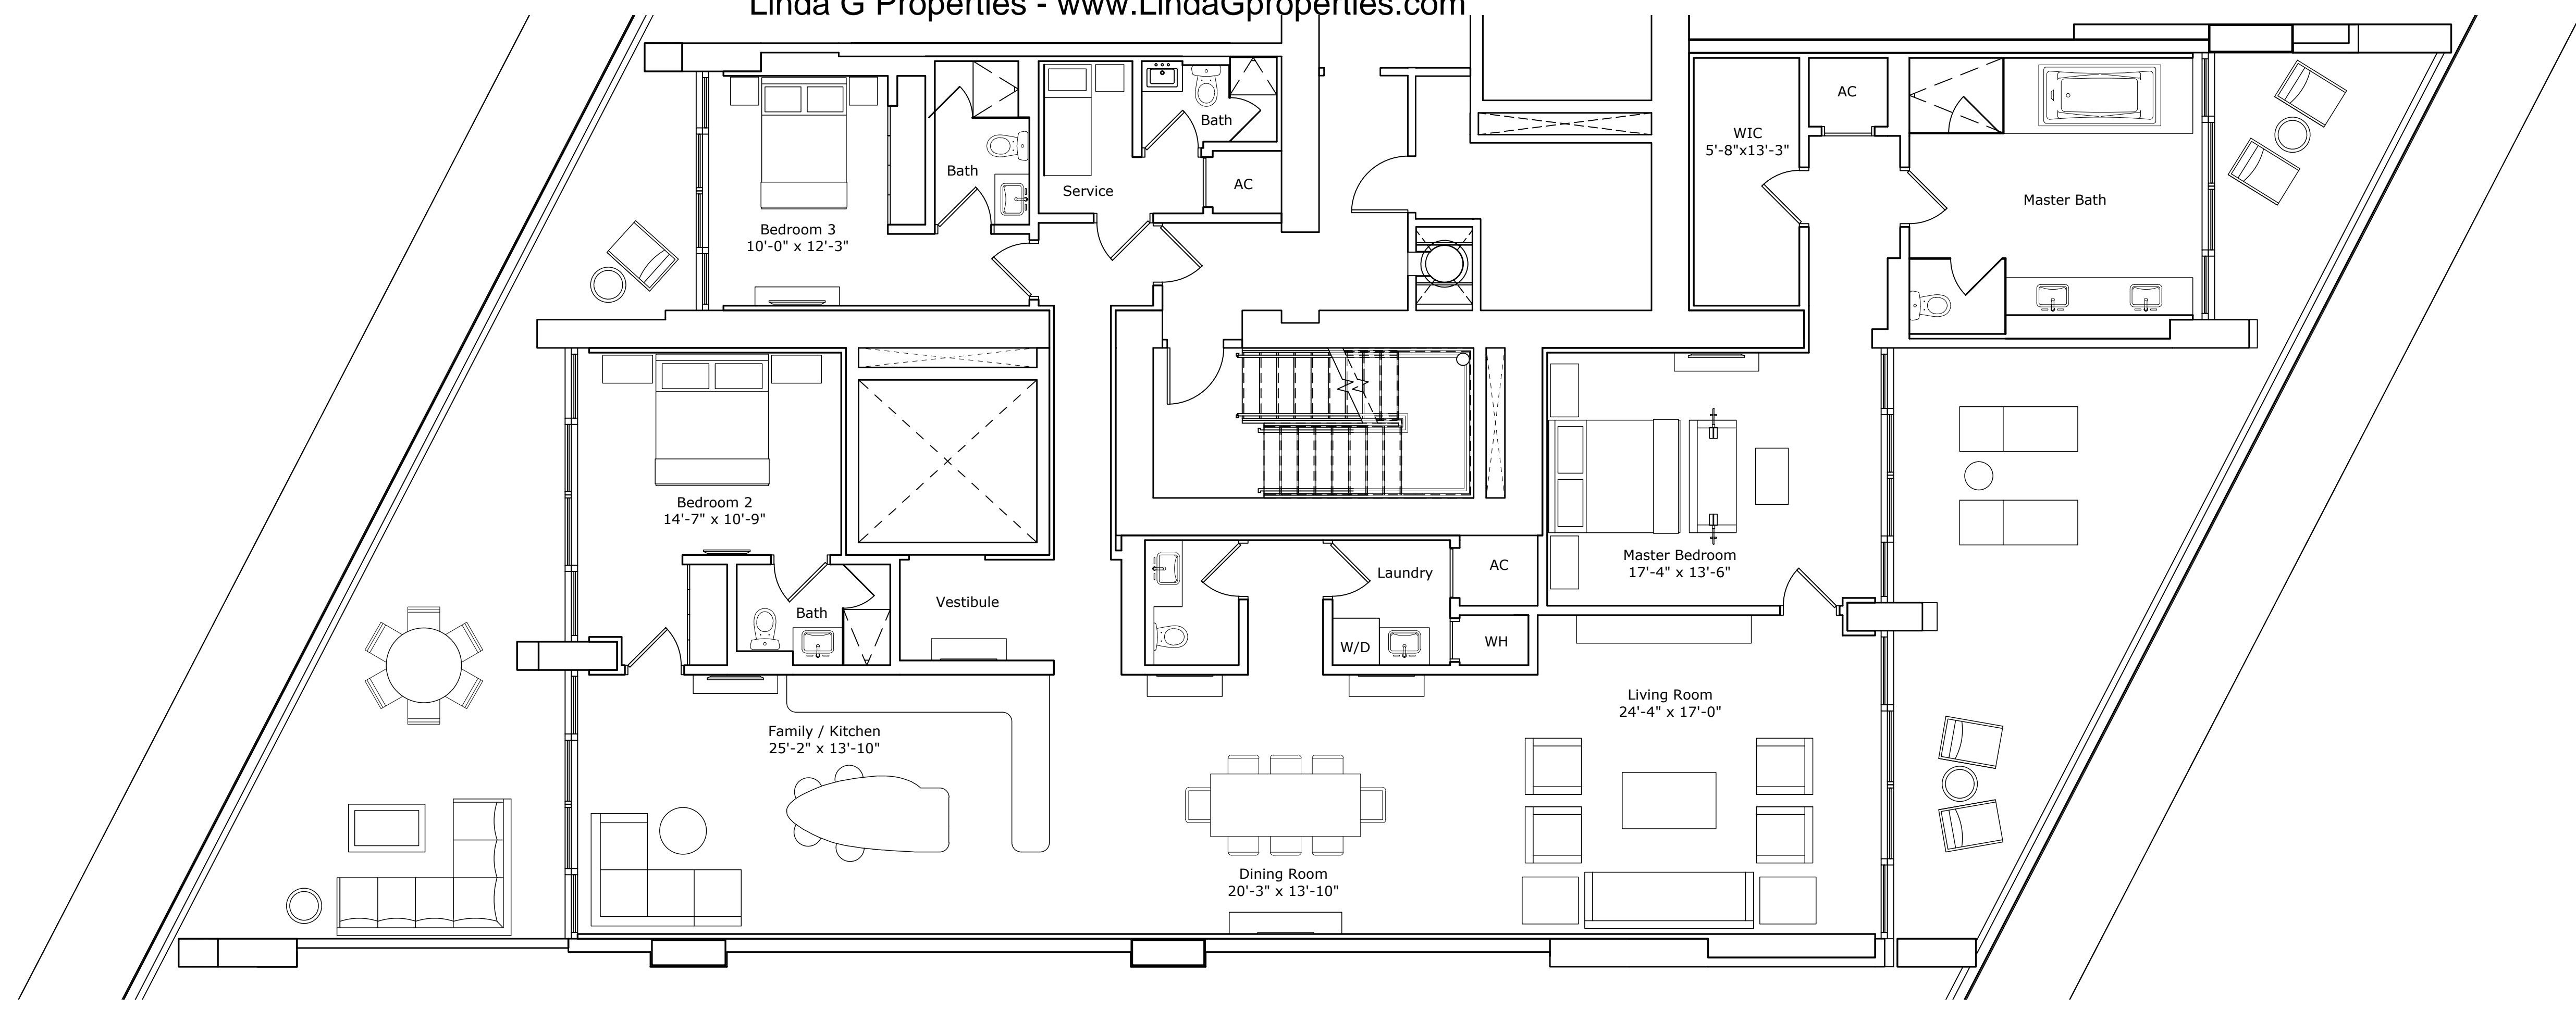 Linda G Properties - www.LindaGproperties.com
Bedroom 3
10'-0" x 12'-3"
Bath
Service
Bath
AC
WIC
5'-8"x13'-3"
AC
Master Bath
Bedroom 2
14'-7" x 10'-9"
Bath
Vestibule
Laundry
AC
W/D
WH
Master Bedroom
17'-4" x 13'-6"
Family / Kitchen
25'-2" x 13'-10"
Dining Room
20'-3" x 13'-10"
Living Room
24'-4" x 17'-0"